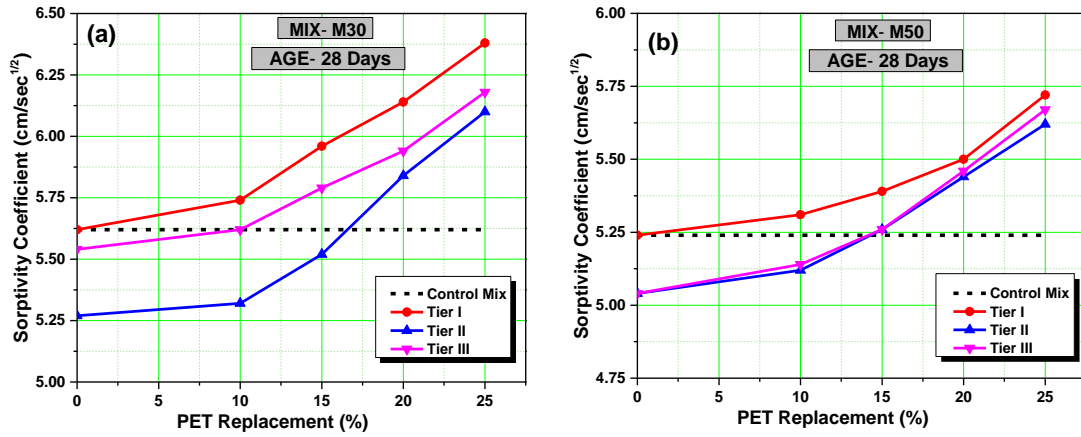 (a)
MIX- M30
AGE- 28 Days
Sorptivity Coefficient (cm/sec1/2)
6.50
6.25
6.00
5.75
5.50
5.25
5.00
Control Mix
Tier I
Tier II
Tier III
0 5 10 15 20 25
PET Replacement (%)
(b)
MIX- M50
AGE- 28 Days
Sorptivity Coefficient (cm/sec1/2)
6.00
5.75
5.50
5.25
5.00
4.75
Control Mix
Tier I
Tier II
Tier III
0 5 10 15 20 25
PET Replacement (%)